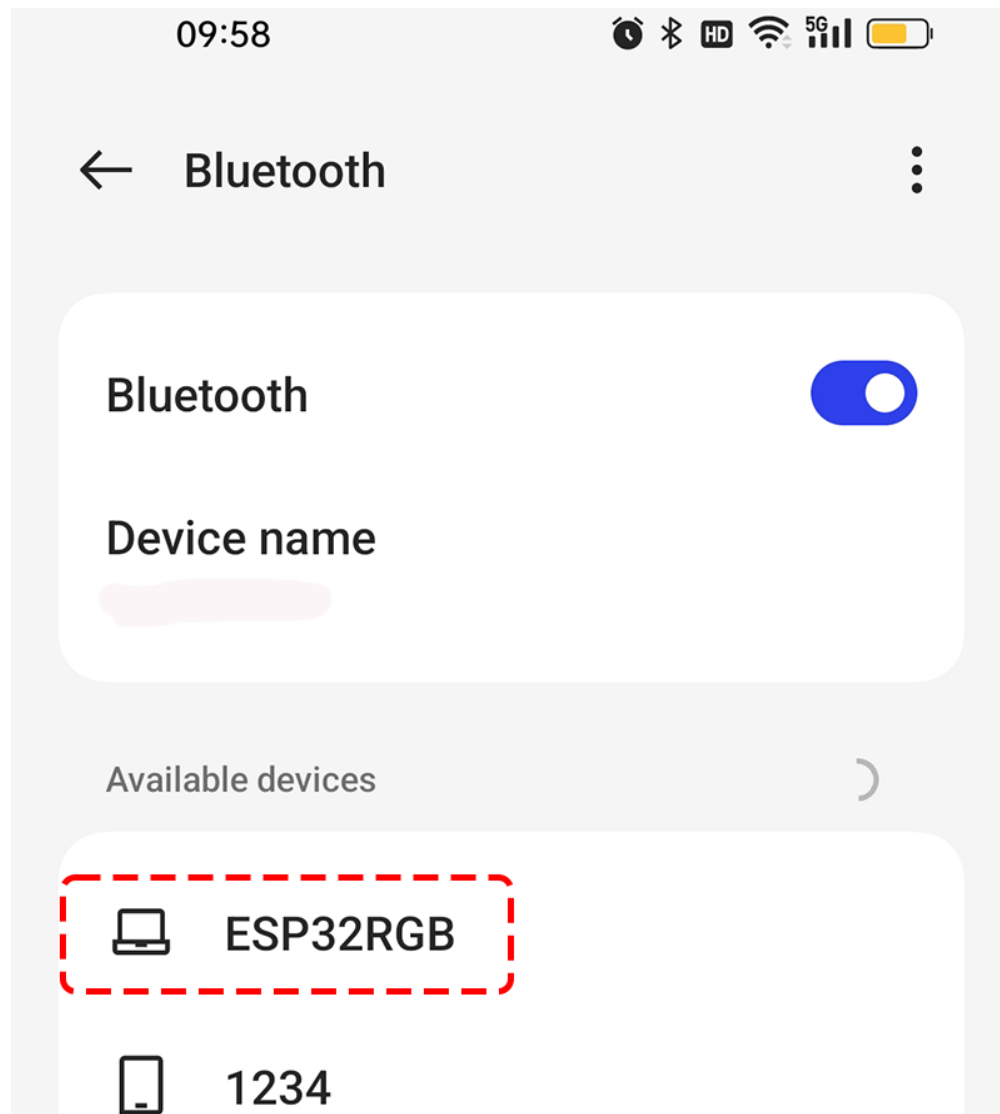 09:58 HD 5G
Bluetooth
Bluetooth
Device name
Available devices
ESP32RGB
1234